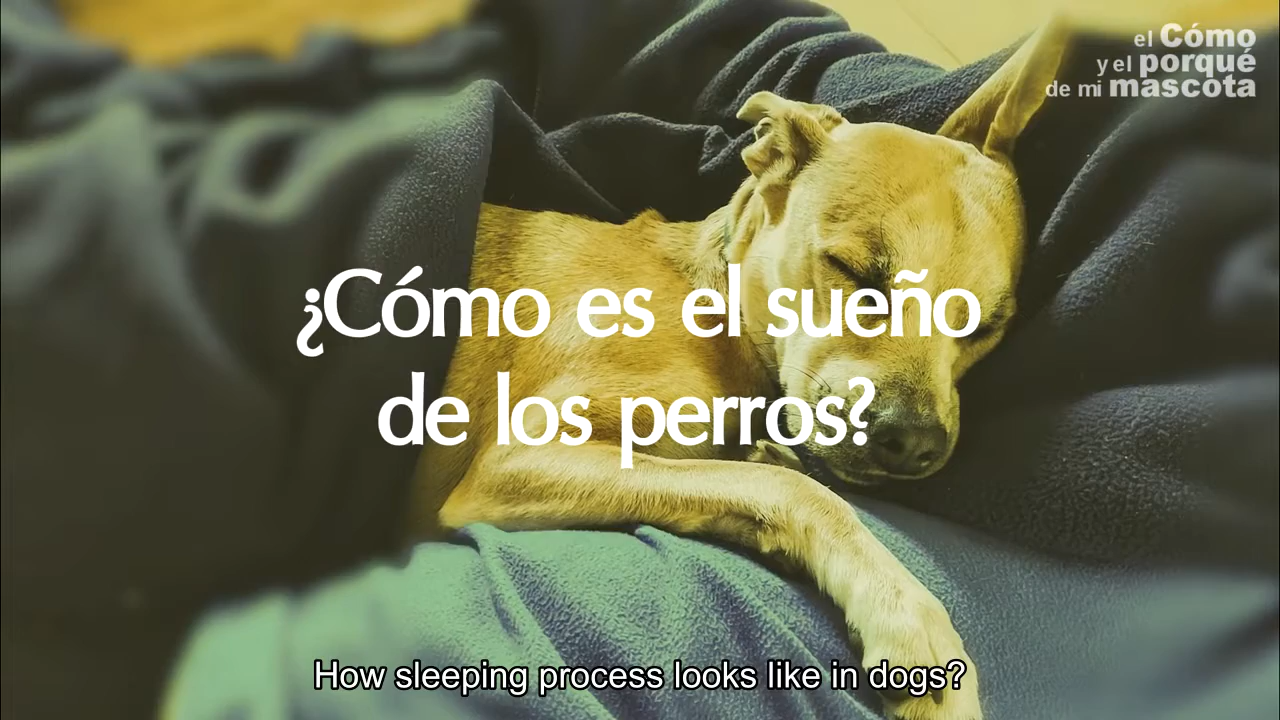 el Cómo
y el porqué
de mi mascota
¿Cómo es el sueño
de los perros?
How sleeping process looks like in dogs?